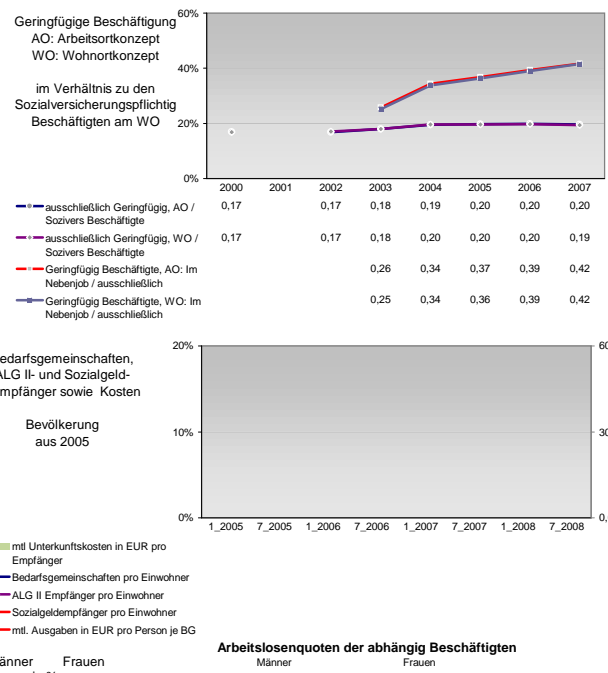 Geringfügige Beschäftigung
AO: Arbeitsortkonzept
WO: Wohnortkonzept
im Verhältnis zu den
Sozialversicherungspflichtig
Beschäftigten am WO
60%
40%
20%
0%
2000 2001 2002 2003 2004 2005 2006 2007
ausschließlich Geringfügig, AO / Sozivers Beschäftigte
0,17 0,17 0,18 0,19 0,20 0,20 0,20
ausschließlich Geringfügig, WO / Sozivers Beschäftigte
0,17 0,17 0,18 0,20 0,20 0,20 0,19
Geringfügig Beschäftigte, AO: Im Nebenjob / ausschließlich
0,26 0,34 0,37 0,39 0,42
Geringfügig Beschäftigte, WO: Im Nebenjob / ausschließlich
0,25 0,34 0,36 0,39 0,42
edarfsgemeinschaften,
ALG II- und Sozialgeld-
mpfänger sowie Kosten
Bevölkerung
aus 2005
20%
10%
0%
60
30
0,
1_2005 7_2005 1_2006 7_2006 1_2007 7_2007 1_2008 7_2008
mtl Unterkunftskosten in EUR pro
Empfänger
Bedarfsgemeinschaften pro Einwohner
ALG II Empfänger pro Einwohner
Sozialgeldempfänger pro Einwohner
mtl. Ausgaben in EUR pro Person je BG
Arbeitslosenquoten der abhängig Beschäftigten
änner Frauen
Männer Frauen